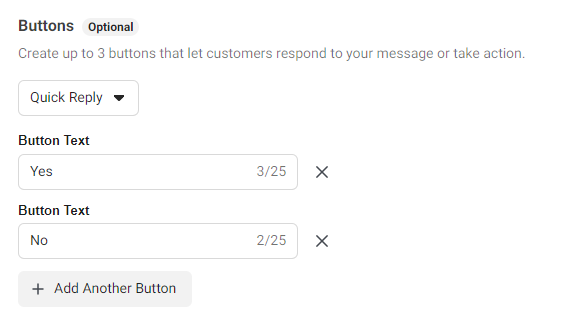 Buttons Optional
Create up to 3 buttons that let customers respond to your message or take action.
Quick Reply
Button Text
Yes 3/25
Button Text
No 2/25
Add Another Button